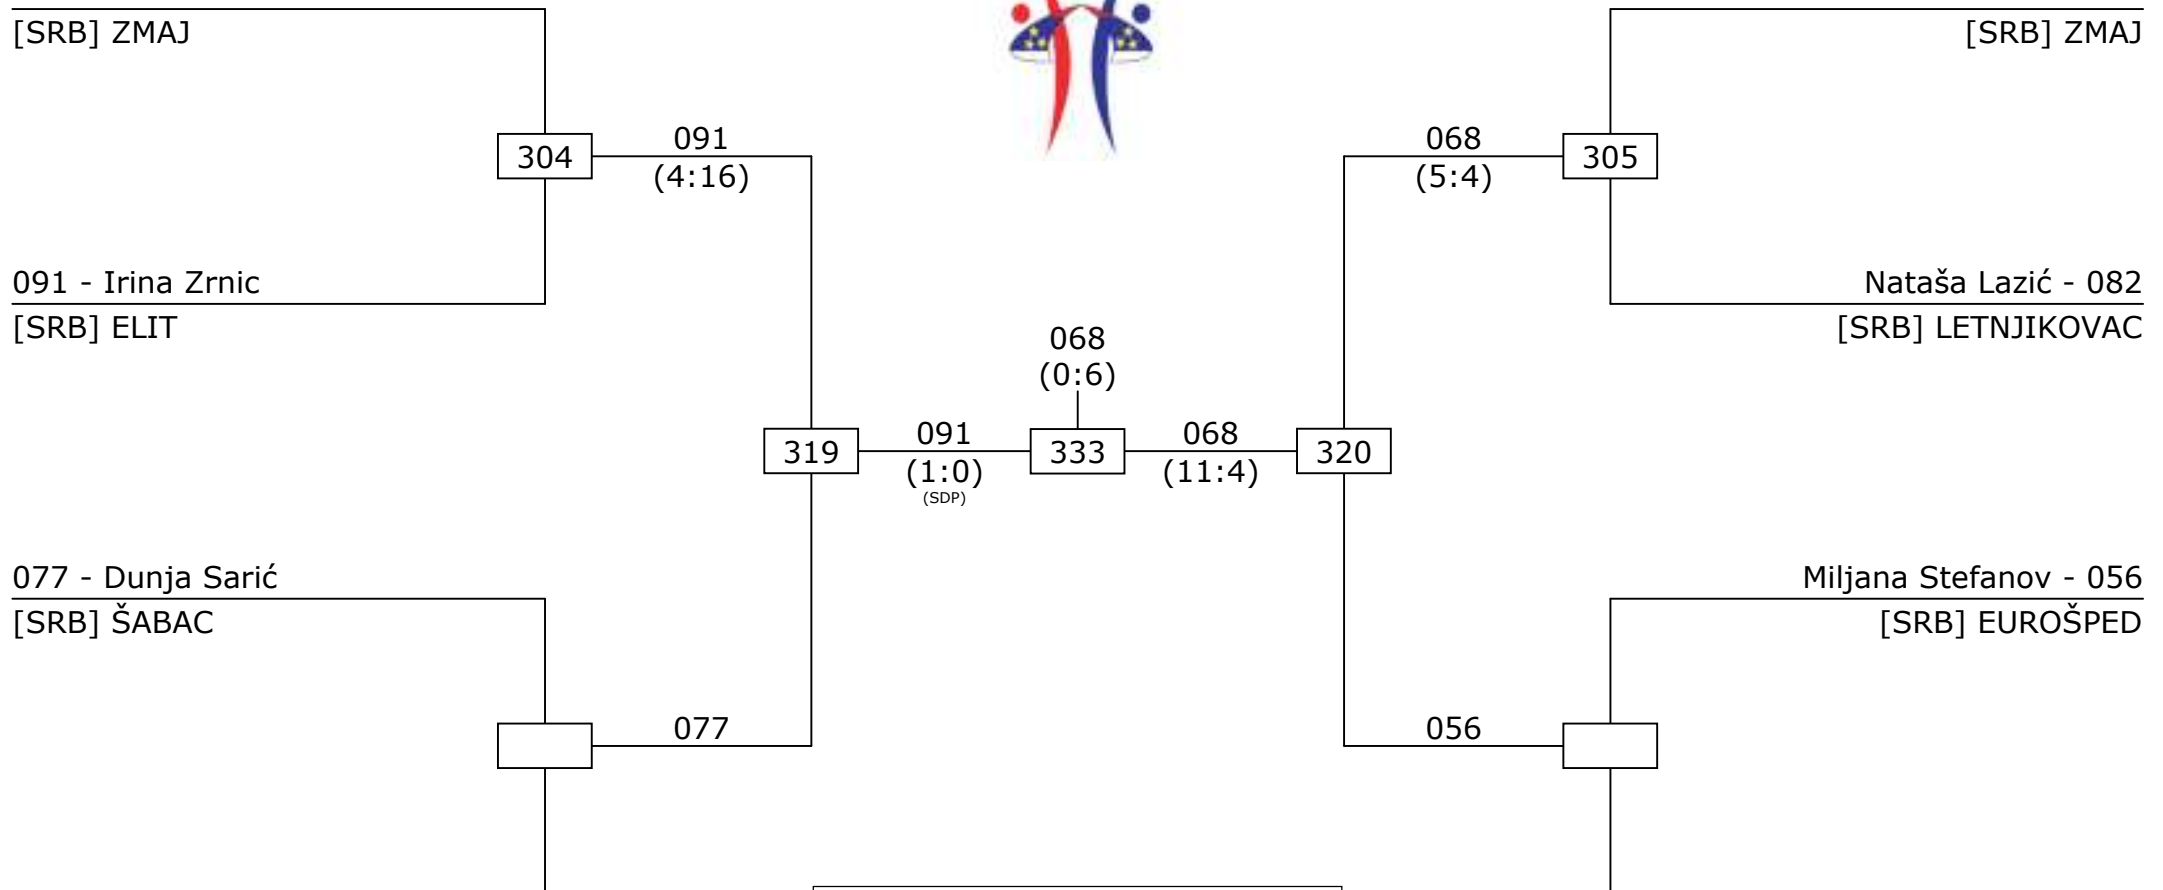 [SRB] ZMAJ
[SRB] ZMAJ
304
091
(4:16)
068
(5:4)
305
091 - Irina Zrnic
[SRB] ELIT
Nataša Lazić - 082
[SRB] LETNJIKOVAC
068
(0:6)
319
091
(1:0)
(SDP)
333
068
(11:4)
320
077 - Dunja Sarić
[SRB] ŠABAC
Miljana Stefanov - 056
[SRB] EUROŠPED
077
056